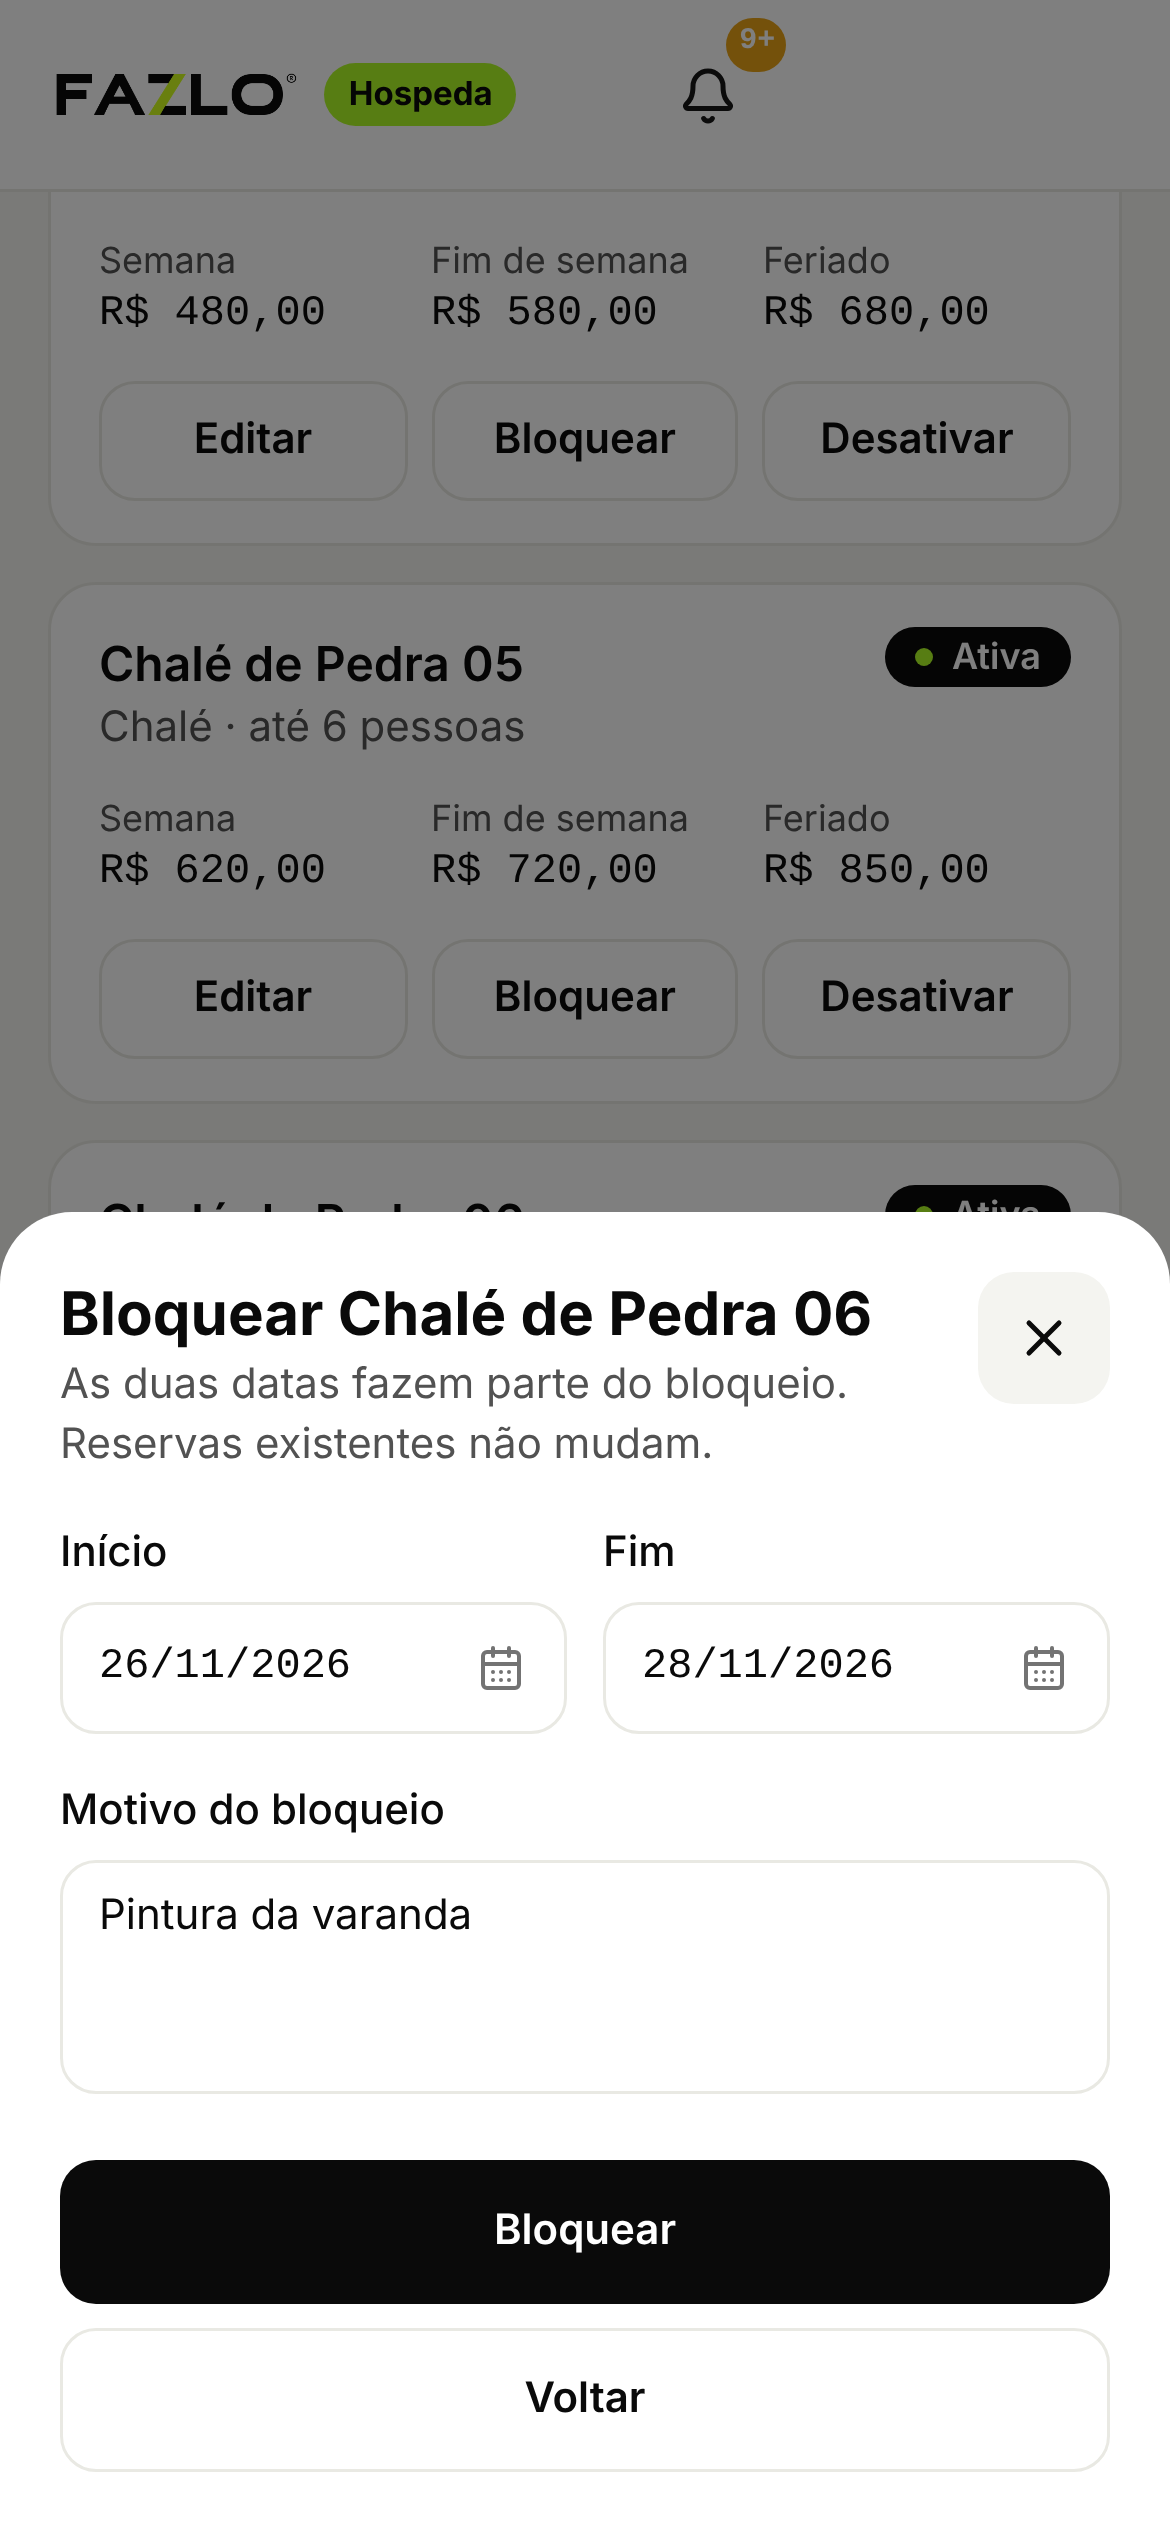 FAZLO®
Hospeda
9+
Semana Fim de semana Feriado
R$ 480,00 R$ 580,00 R$ 680,00
Editar Bloquear Desativar
Chalé de Pedra 05 Ativa
Chalé · até 6 pessoas
Semana Fim de semana Feriado
R$ 620,00 R$ 720,00 R$ 850,00
Editar Bloquear Desativar
Bloquear Chalé de Pedra 06
As duas datas fazem parte do bloqueio.
Reservas existentes não mudam.
Início Fim
26/11/2026 28/11/2026
Motivo do bloqueio
Pintura da varanda
Bloquear
Voltar